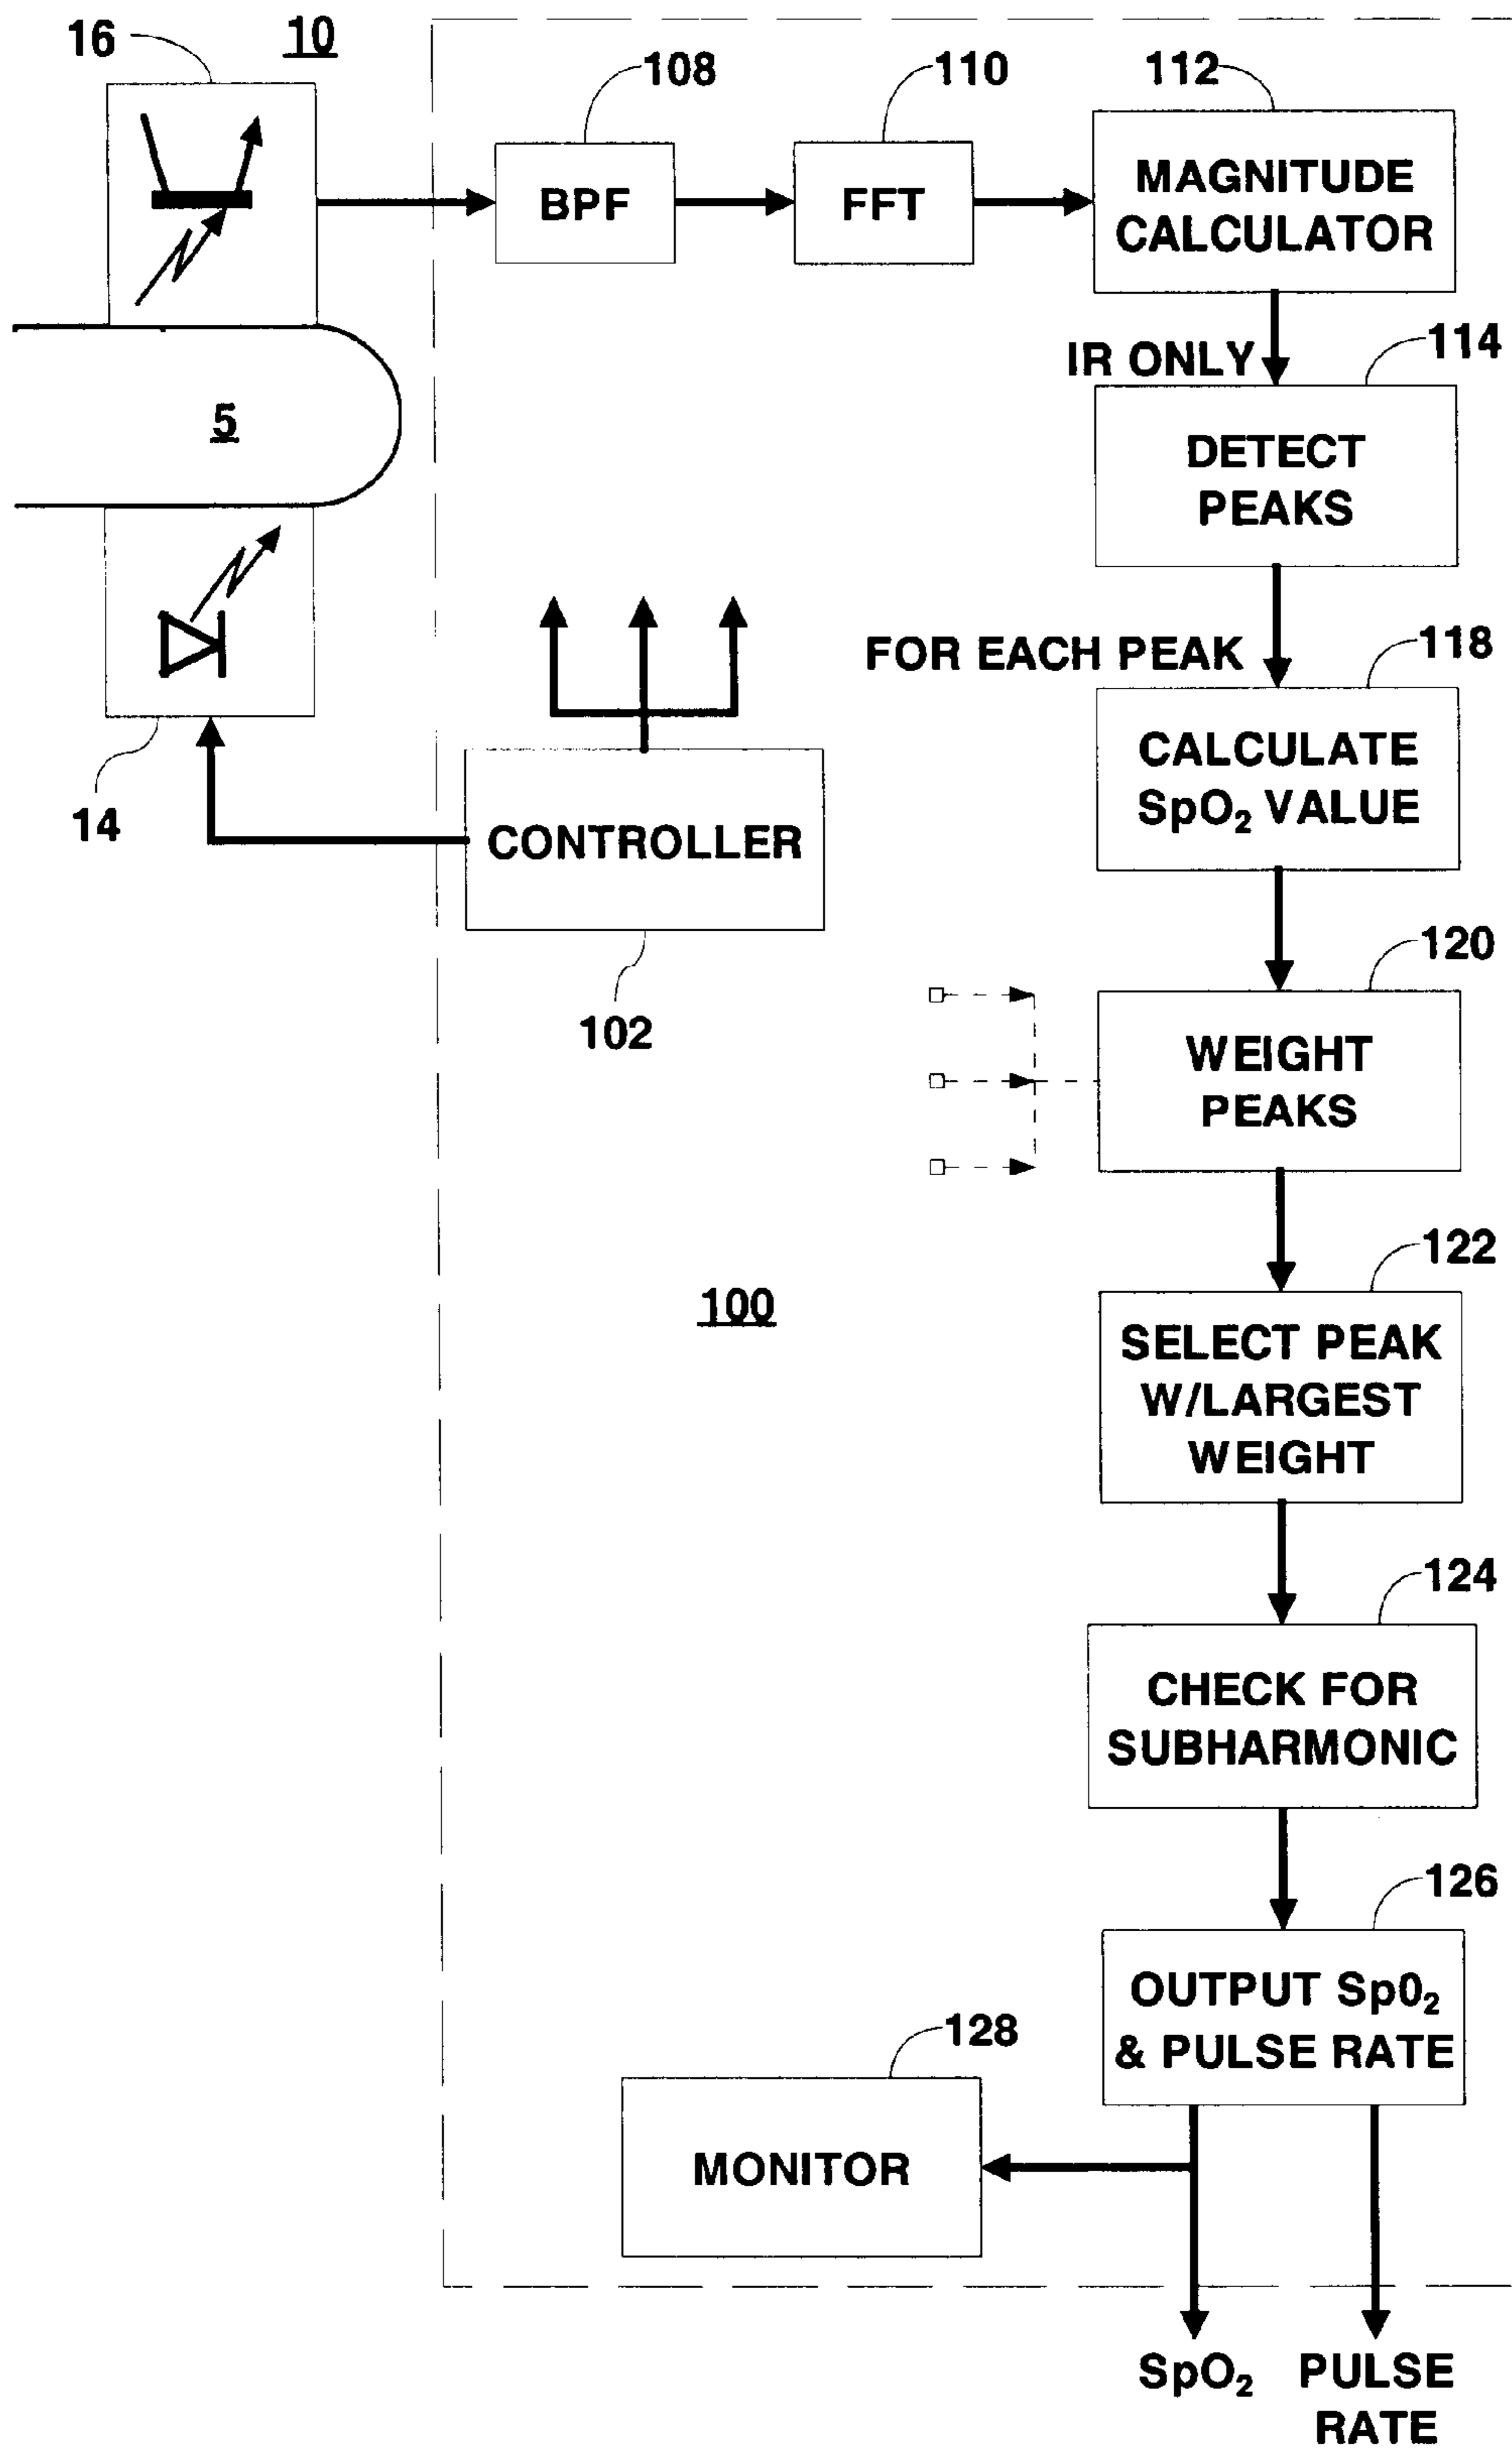 16
10
108
110
112
BPF
FFT
MAGNITUDE
CALCULATOR
IR ONLY
114
5
DETECT
PEAKS
FOR EACH PEAK
118
14
CONTROLLER
102
CALCULATE
SpO₂ VALUE
120
WEIGHT
PEAKS
100
122
SELECT PEAK
W/LARGEST
WEIGHT
124
CHECK FOR
SUBHARMONIC
126
OUTPUT Sp0₂
& PULSE RATE
128
MONITOR
SpO₂
PULSE
RATE